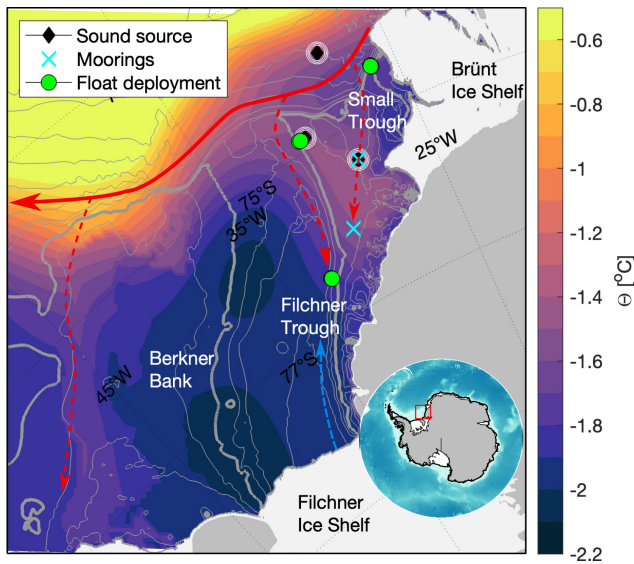 Sound source
Moorings
Float deployment
Brünt
Ice Shelf
Small
Trough
25°W
75°S
35°W
Filchner
Trough
Berkner
Bank
45°W
77°S
Filchner
Ice Shelf
-0.6
-0.8
-1
-1.2
-1.4
-1.6
-1.8
-2
-2.2
Θ [°C]